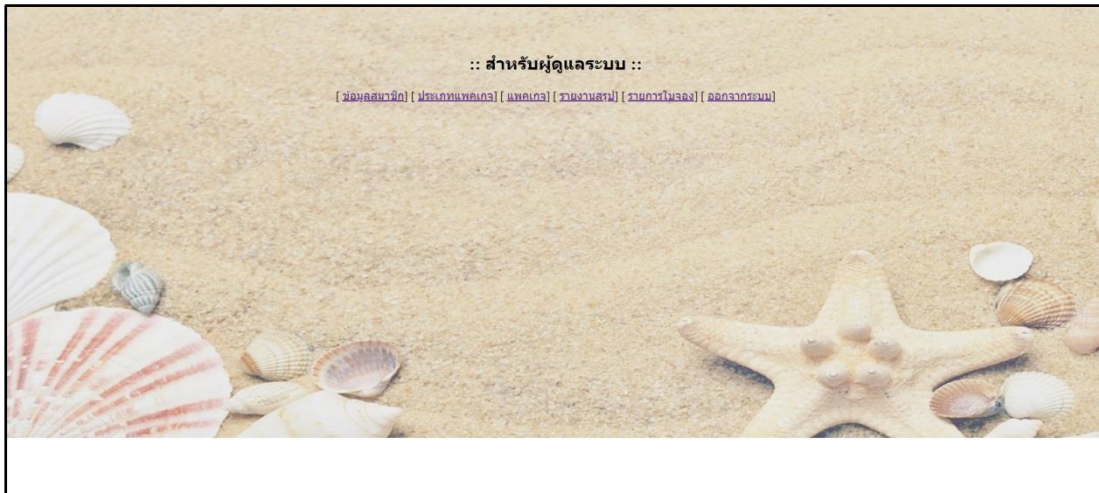 :: สำหรับผู้ดูแลระบบ ::
[ ข้อมูลสมาชิก] [ ประเภทแพคเกจ] [ แพคเกจ] [ รายงานสรุป] [ รายการใบจอง] [ ออกจากระบบ]